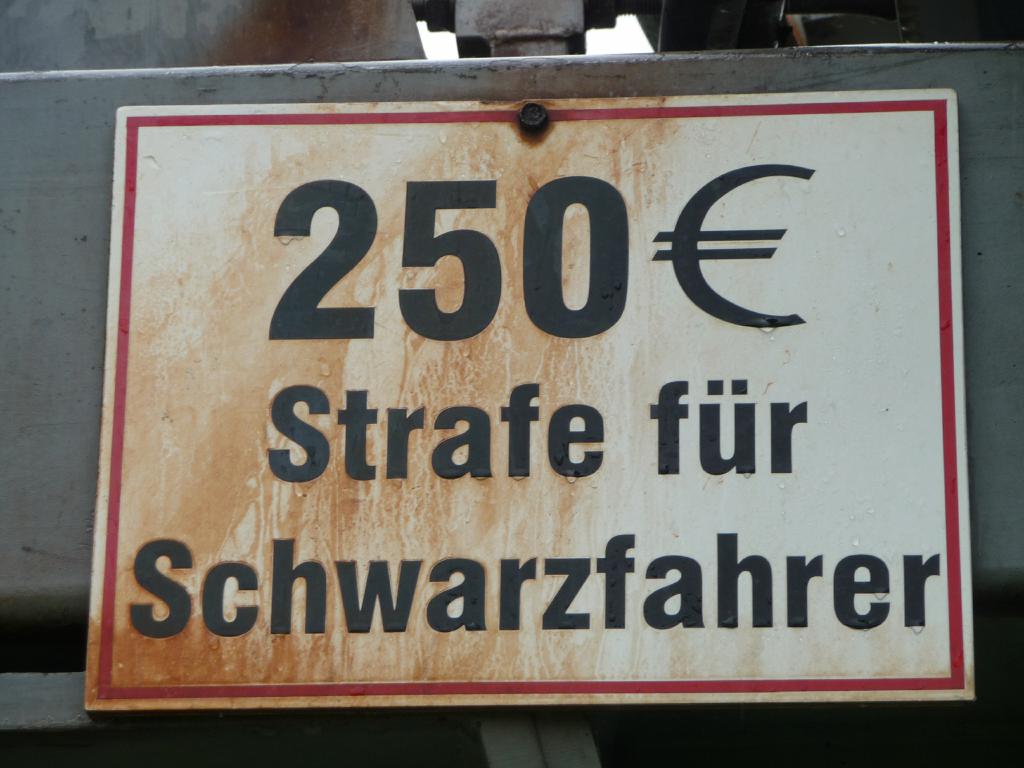 250 €
Strafe für
Schwarzfahrer